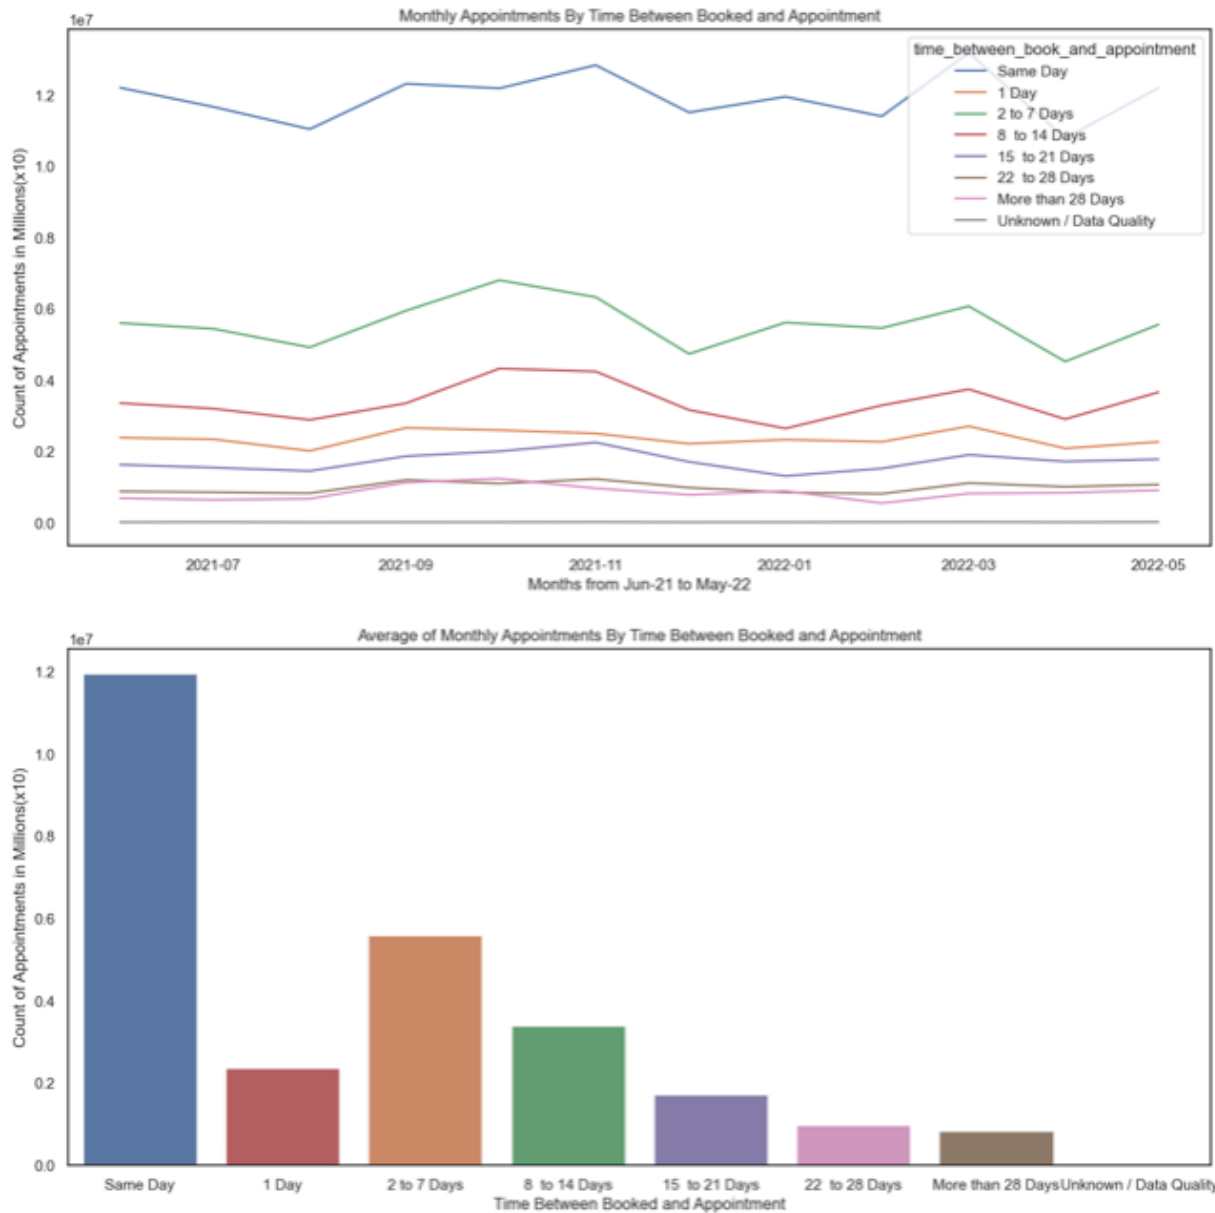 Monthly Appointments By Time Between Booked and Appointment
1e7
time_between_book_and_appointment
Same Day
1 Day
2 to 7 Days
8  to 14 Days
15  to 21 Days
22  to 28 Days
More than 28 Days
Unknown / Data Quality
Count of Appointments in Millions(x10)
1.2
1.0
0.8
0.6
0.4
0.2
0.0
2021-07 2021-09 2021-11 2022-01 2022-03 2022-05
Months from Jun-21 to May-22
Average of Monthly Appointments By Time Between Booked and Appointment
1e7
Count of Appointments in Millions(x10)
1.2
1.0
0.8
0.6
0.4
0.2
0.0
Same Day 1 Day 2 to 7 Days 8  to 14 Days 15  to 21 Days 22  to 28 Days More than 28 Days Unknown / Data Quality
Time Between Booked and Appointment